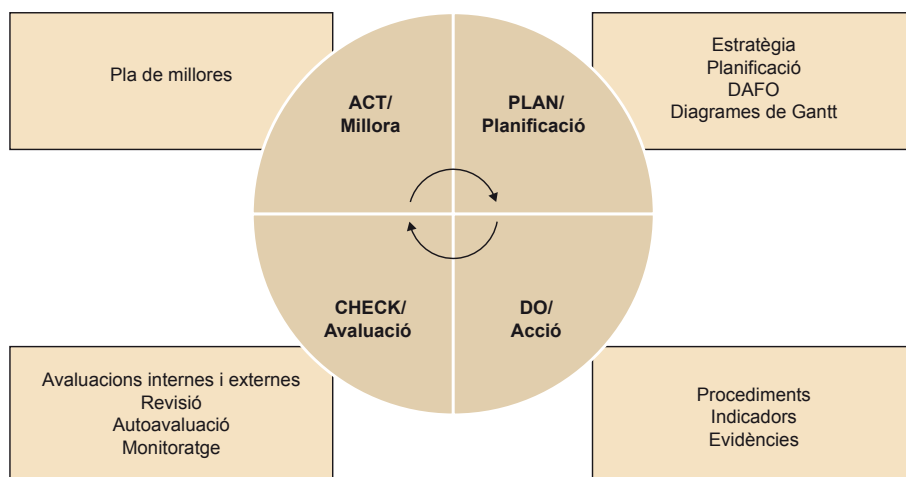 Pla de millores
Estratègia
Planificació
DAFO
Diagrames de Gantt
ACT/
Millora
PLAN/
Planificació
CHECK/
Avaluació
DO/
Acció
Avaluacions internes i externes
Revisió
Autoavaluació
Monitoratge
Procediments
Indicadors
Evidències